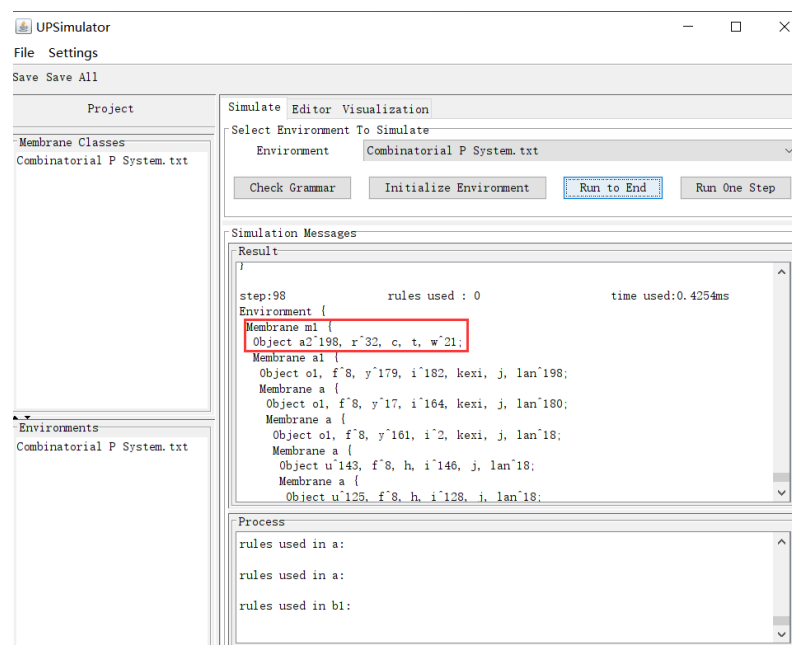 UPSimulator
File Settings
Save Save All
Project
Membrane Classes
Combinatorial P System.txt
Environments
Combinatorial P System.txt
Simulate Editor Visualization
Select Environment To Simulate
Environment Combinatorial P System.txt
Check Grammar Initialize Environment Run to End Run One Step
Simulation Messages
Result
}
step:98 rules used : 0 time used:0.4254ms
Environment {
Membrane m1 {
Object a2^198, r^32, c, t, w^21;
Membrane a1 {
Object o1, f^8, y^179, i^182, kexi, j, lan^198;
Membrane a {
Object o1, f^8, y^17, i^164, kexi, j, lan^180;
Membrane a {
Object o1, f^8, y^161, i^2, kexi, j, lan^18;
Membrane a {
Object u^143, f^8, h, i^146, j, lan^18;
Membrane a {
Object u^125, f^8, h, i^128, j, lan^18;
Process
rules used in a:
rules used in a:
rules used in b1: